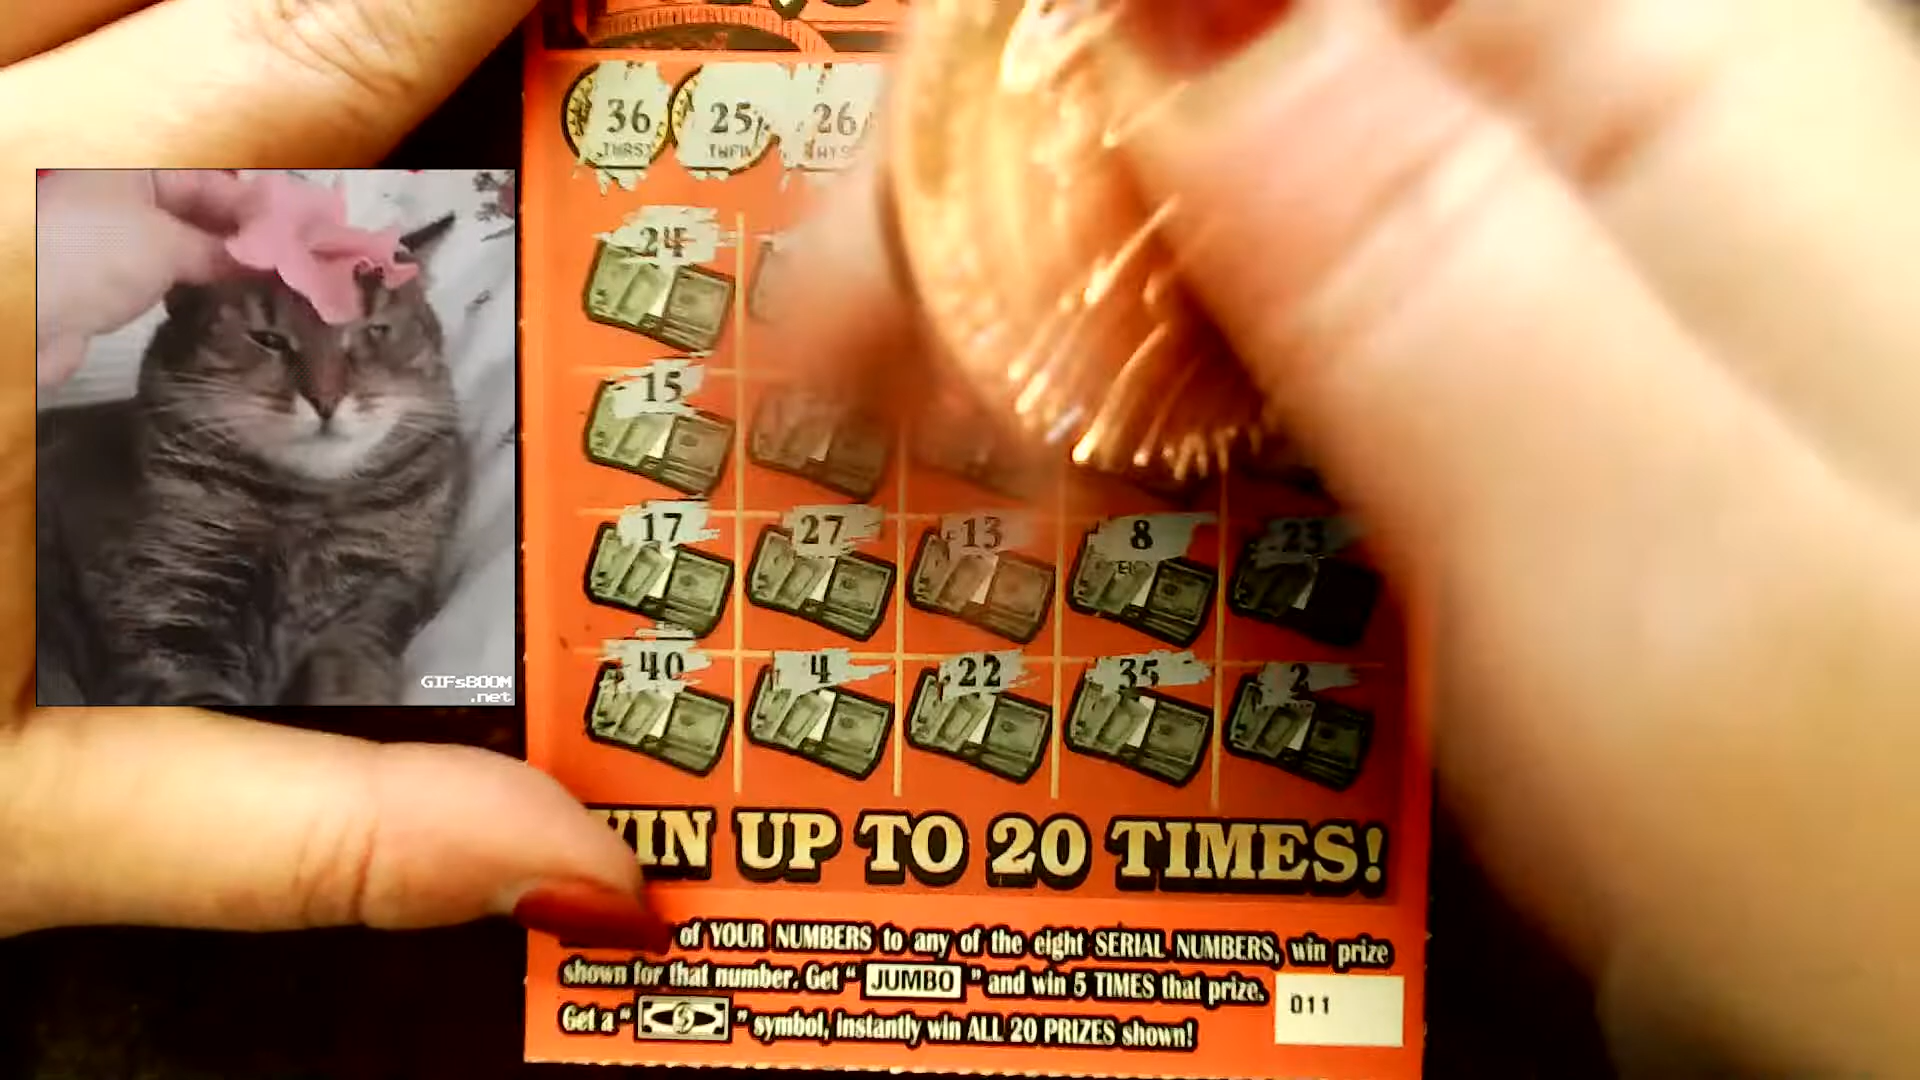 36 25 26
24
15
17 27 13 8 23
40 4 22 35 2
WIN UP TO 20 TIMES!
of YOUR NUMBERS to any of the eight SERIAL NUMBERS, win prize
shown for that number. Get " JUMBO " and win 5 TIMES that prize.
Get a " " symbol, instantly win ALL 20 PRIZES shown!
011
GIFsBOOM
.net